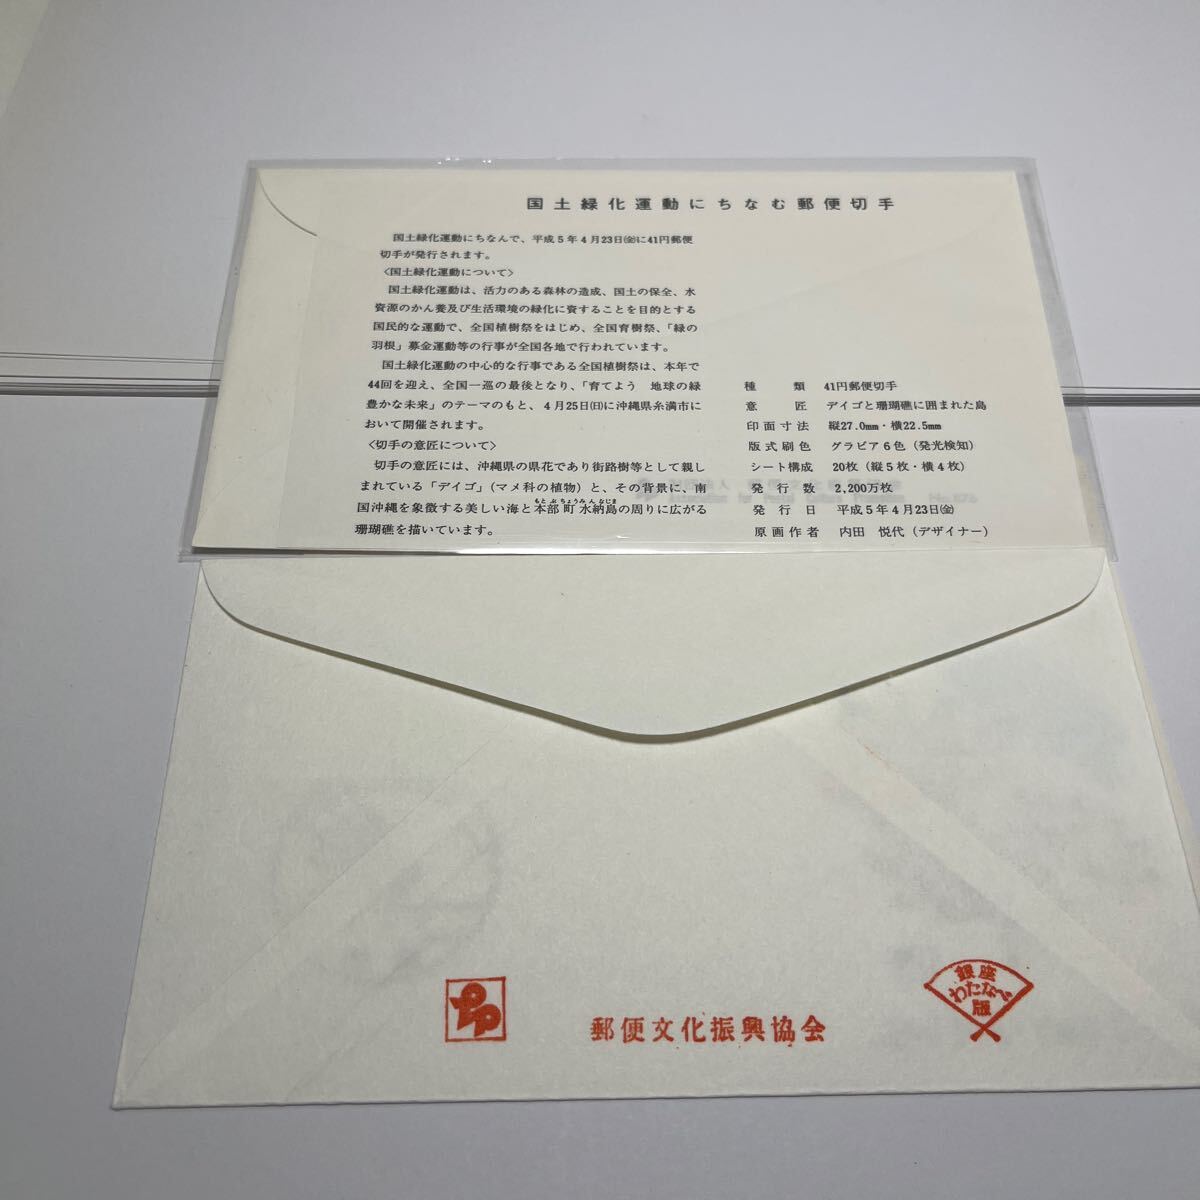 国土緑化運動にちなむ郵便切手
国土緑化運動にちなんで、平成5年4月23日㈮に41円郵便
切手が発行されます。
〈国土緑化運動について〉
国土緑化運動は、活力のある森林の造成、国土の保全、水
資源のかん養及び生活環境の緑化に資することを目的とする
国民的な運動で、全国植樹祭をはじめ、全国育樹祭、「緑の
羽根」募金運動等の行事が全国各地で行われています。
国土緑化運動の中心的な行事である全国植樹祭は、本年で
44回を迎え、全国一巡の最後となり、「育てよう 地球の緑
豊かな未来」のテーマのもと、4月25日㈰に沖縄県糸満市に
おいて開催されます。
〈切手の意匠について〉
切手の意匠には、沖縄県の県花であり街路樹等として親し
まれている「デイゴ」(マメ科の植物)と、その背景に、南
もとぶちょうみんなじま
国沖縄を象徴する美しい海と本部町水納島の周りに広がる
珊瑚礁を描いています。
種類 41円郵便切手
意匠 デイゴと珊瑚礁に囲まれた島
印面寸法 縦27.0mm・横22.5mm
版式刷色 グラビア6色(発光検知)
シート構成 20枚(縦5枚・横4枚)
発行数 2,200万枚
発行日 平成5年4月23日㈮
原画作者 内田 悦代(デザイナー)
郵便文化振興協会
銀座
わたなべ
版